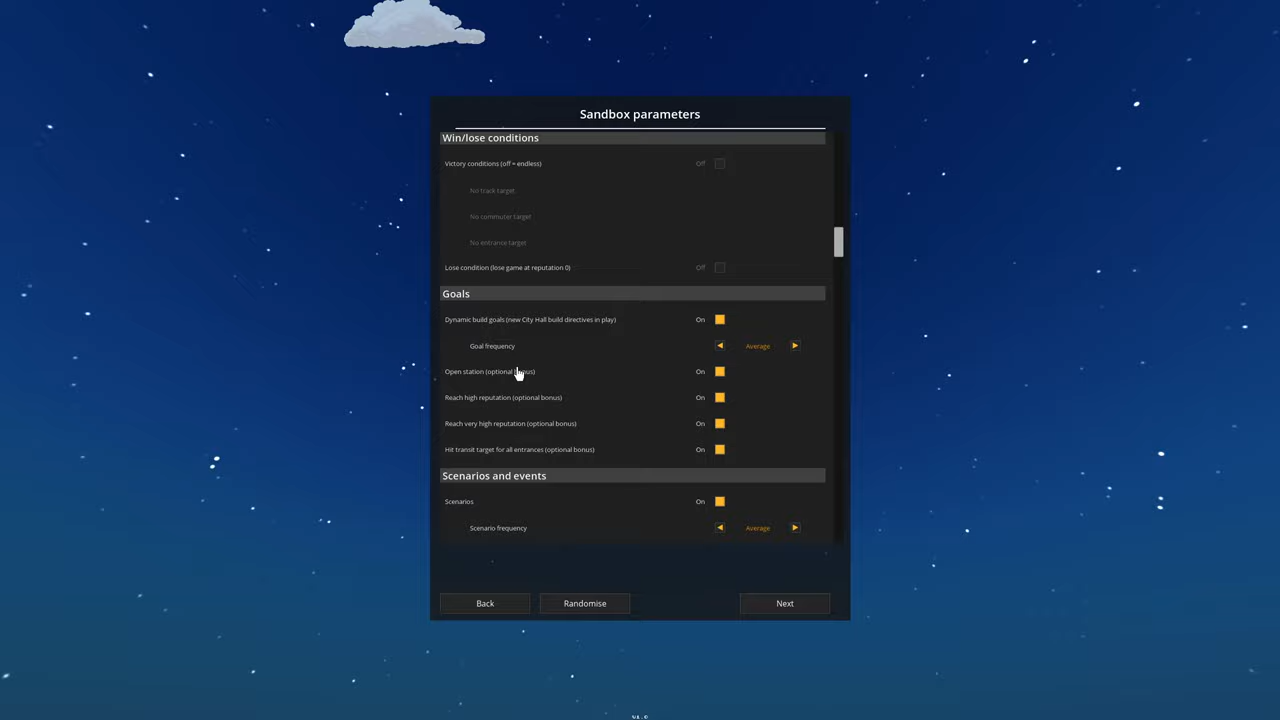 Sandbox parameters
Win/lose conditions
Victory conditions (off = endless) Off
No track target
No commuter target
No entrance target
Lose condition (lose game at reputation 0) Off
Goals
Dynamic build goals (new City Hall build directives in play) On
Goal frequency Average
Open station (optional bonus) On
Reach high reputation (optional bonus) On
Reach very high reputation (optional bonus) On
Hit transit target for all entrances (optional bonus) On
Scenarios and events
Scenarios On
Scenario frequency Average
Back Randomise Next